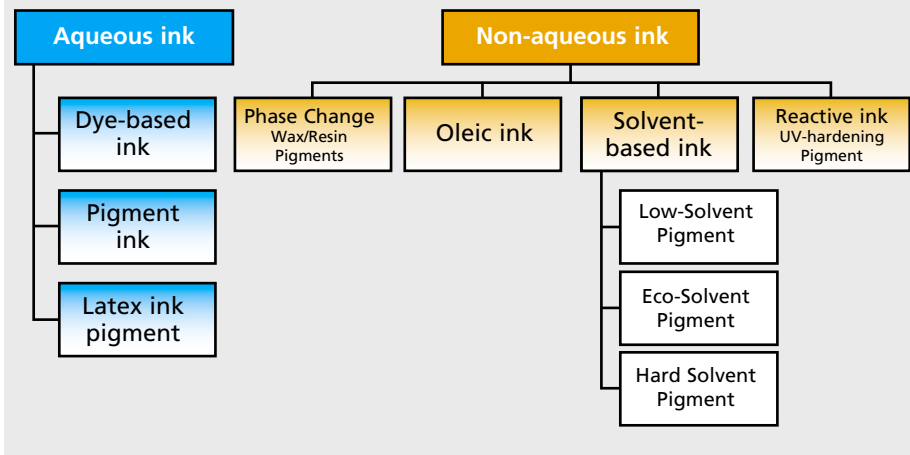 Aqueous ink
Dye-based
ink
Pigment
ink
Latex ink
pigment
Non-aqueous ink
Phase Change
Wax/Resin
Pigments
Oleic ink
Solvent-
based ink
Low-Solvent
Pigment
Eco-Solvent
Pigment
Hard Solvent
Pigment
Reactive ink
UV-hardening
Pigment